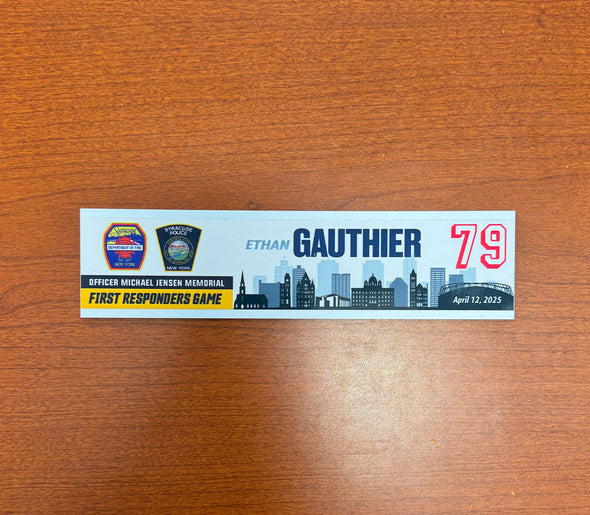 Syracuse
DEPARTMENT OF FIRE
NEW YORK
SYRACUSE
POLICE
NEW YORK
OFFICER MICHAEL JENSEN MEMORIAL
FIRST RESPONDERS GAME
ETHAN GAUTHIER
79
April 12, 2025